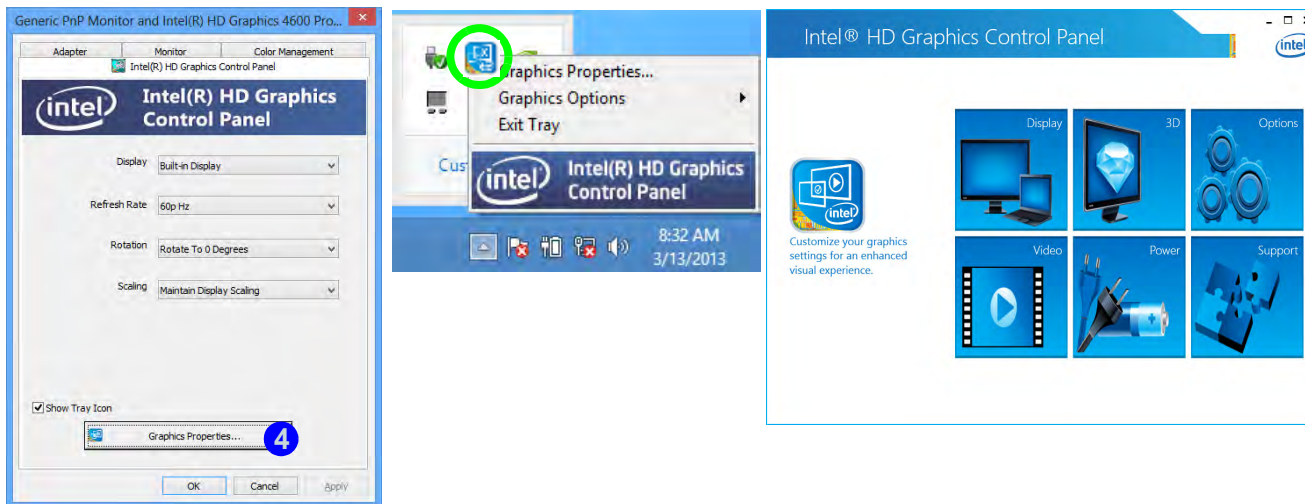 Generic PnP Monitor and Intel(R) HD Graphics 4600 Pro...
Adapter Monitor Color Management
Intel(R) HD Graphics Control Panel
intel
Intel(R) HD Graphics
Control Panel
Display Built-in Display
Refresh Rate 60p Hz
Rotation Rotate To 0 Degrees
Scaling Maintain Display Scaling
Show Tray Icon
Graphics Properties...
4
OK Cancel Apply
Graphics Properties...
Graphics Options
Exit Tray
Cus
intel
Intel(R) HD Graphics
Control Panel
8:32 AM
3/13/2013
Intel® HD Graphics Control Panel
intel
Display 3D Options
intel
Customize your graphics
settings for an enhanced
visual experience.
Video Power Support